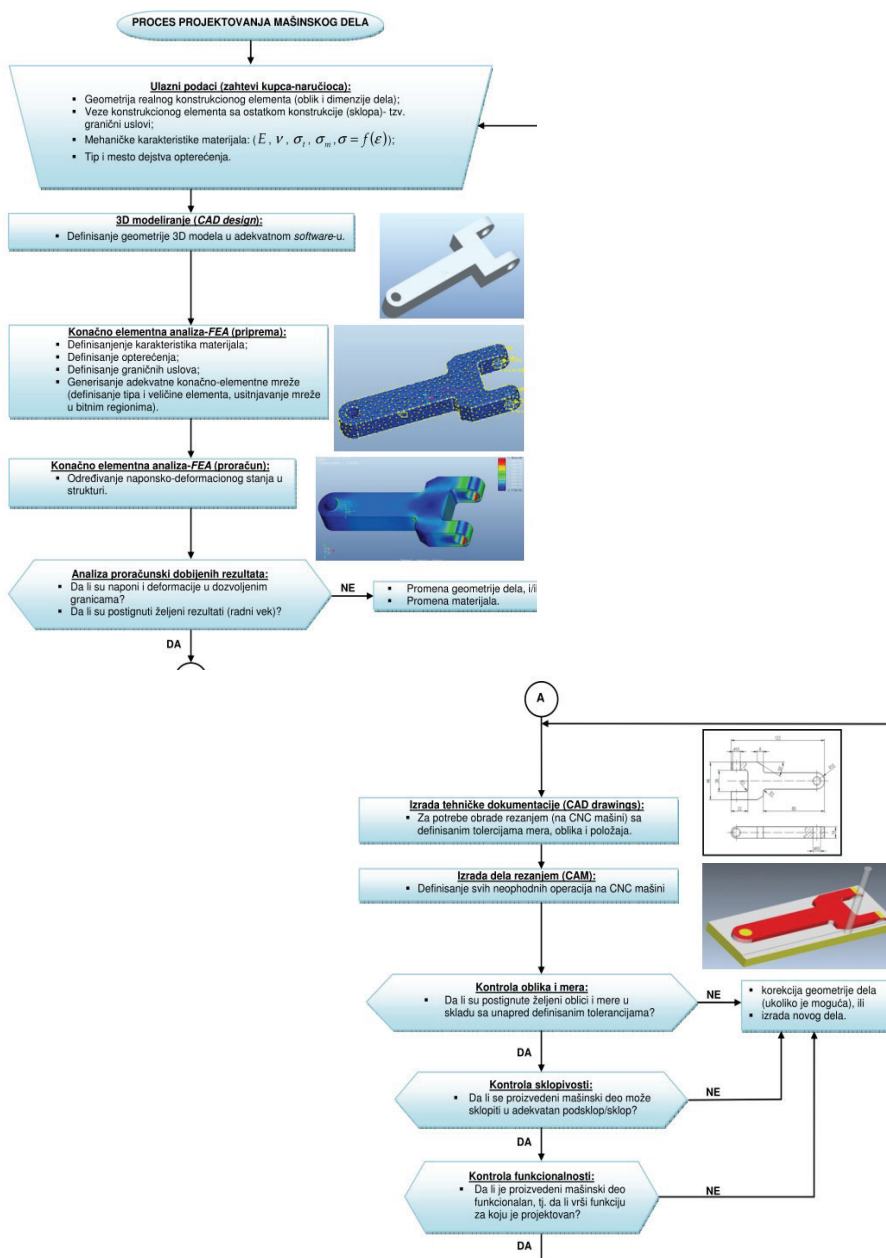 PROCES PROJEKTOVANJA MAŠINSKOG DELA
Ulazni podaci (zahtevi kupca-naručioca):
▪ Geometrija realnog konstrukcionog elementa (oblik i dimenzije dela);
▪ Veze konstrukcionog elementa sa ostatkom konstrukcije (sklopa)- tzv.
granični uslovi;
▪ Mehaničke karakteristike materijala: (E, ν, σt, σm, σ = f(ε));
▪ Tip i mesto dejstva opterećenja.
3D modeliranje (CAD design):
▪ Definisanje geometrije 3D modela u adekvatnom software-u.
Konačno elementna analiza-FEA (priprema):
▪ Definisanjenje karakteristika materijala;
▪ Definisanje opterećenja;
▪ Definisanje graničnih uslova;
▪ Generisanje adekvatne konačno-elementne mreže
(definisanje tipa i veličine elementa, usitnjavanje mreže
u bitnim regionima).
Konačno elementna analiza-FEA (proračun):
▪ Određivanje naponsko-deformacionog stanja u
strukturi.
Analiza proračunski dobijenih rezultata:
▪ Da li su naponi i deformacije u dozvoljenim
granicama?
▪ Da li su postignuti željeni rezultati (radni vek)?
NE
▪ Promena geometrije dela, i/i
▪ Promena materijala.
DA
A
Izrada tehničke dokumentacije (CAD drawings):
▪ Za potrebe obrade rezanjem (na CNC mašini) sa
definisanim tolercijama mera, oblika i položaja.
Izrada dela rezanjem (CAM):
▪ Definisanje svih neophodnih operacija na CNC mašini
Kontrola oblika i mera:
▪ Da li su postignute željeni oblici i mere u
skladu sa unapred definisanim tolerancijama?
NE
▪ korekcija geometrije dela
(ukoliko je moguća), ili
▪ izrada novog dela.
DA
Kontrola sklopivosti:
▪ Da li se proizvedeni mašinski deo može
sklopiti u adekvatan podsklop/sklop?
NE
DA
Kontrola funkcionalnosti:
▪ Da li je proizvedeni mašinski deo
funkcionalan, tj. da li vrši funkciju
za koju je projektovan?
NE
DA